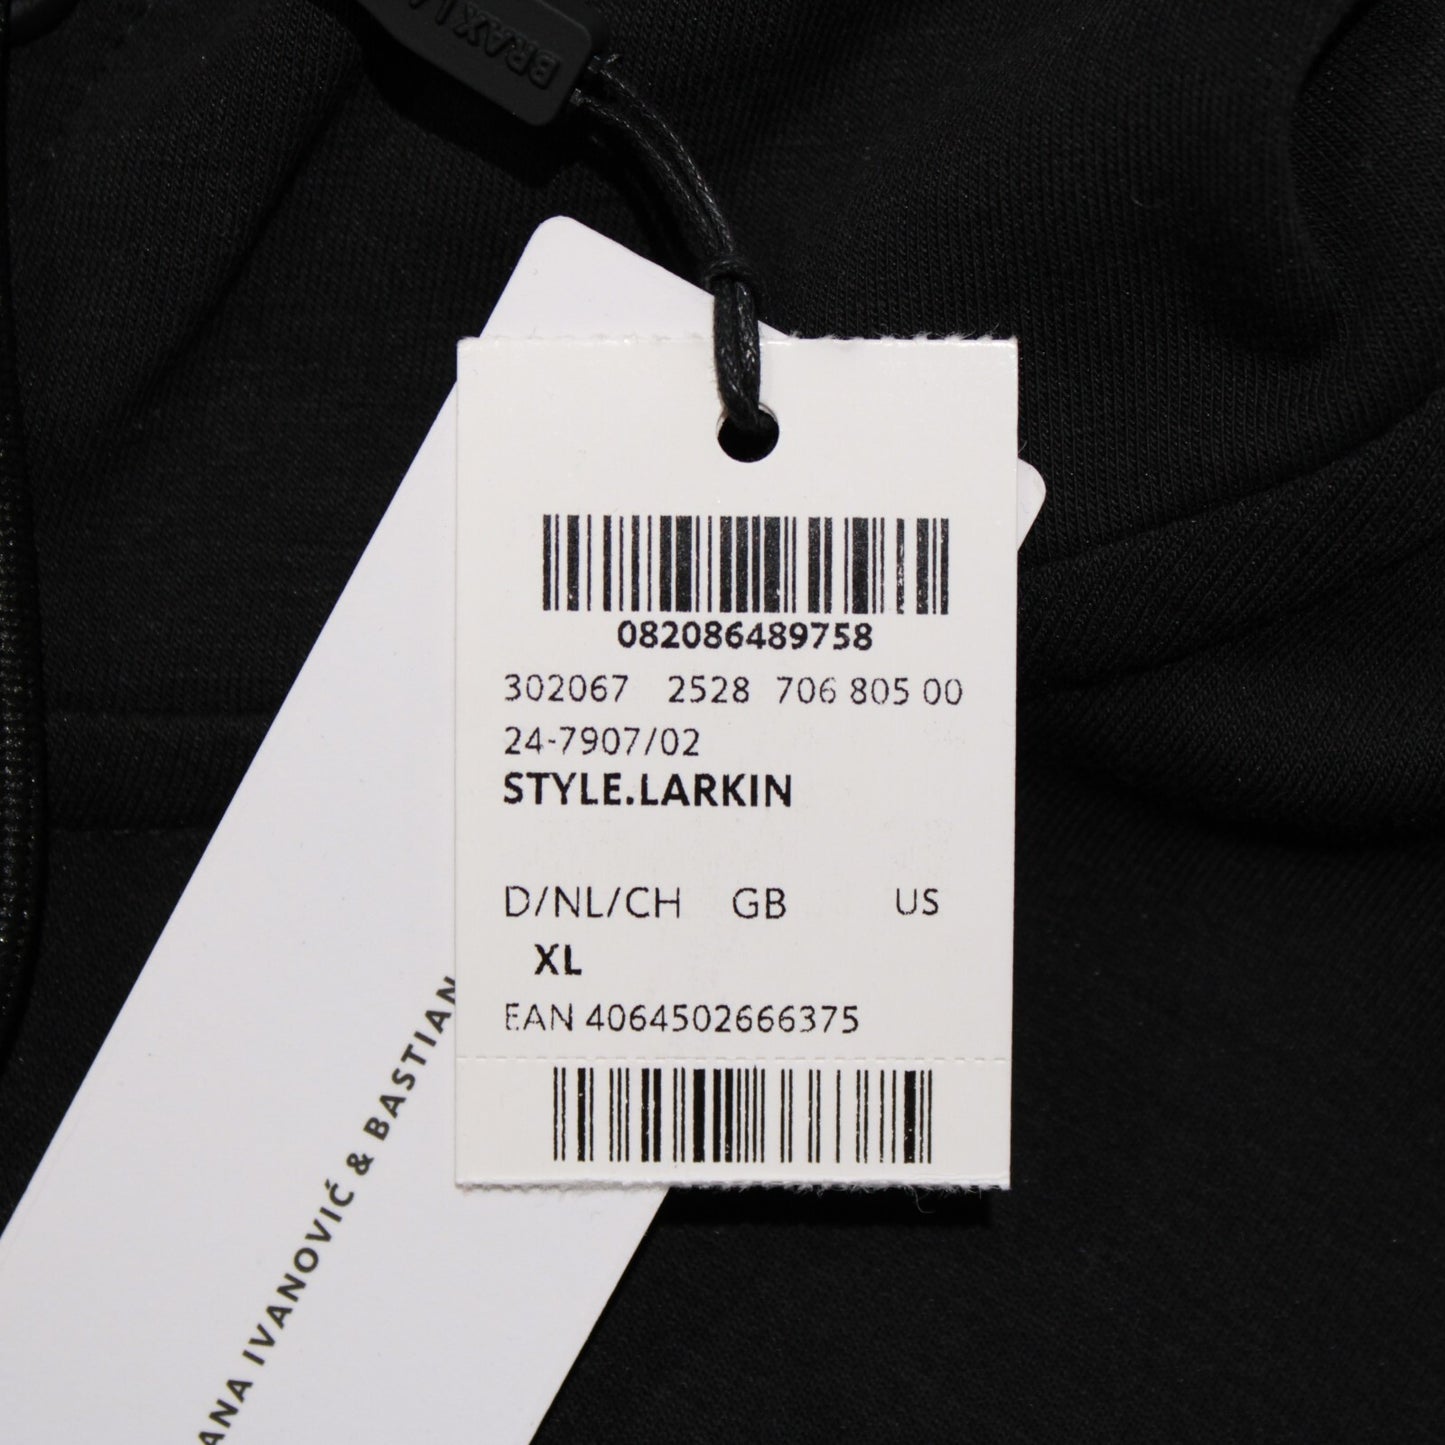 BRAX
082086489758
302067 2528 706 805 00
24-7907/02
STYLE.LARKIN
D/NL/CH GB US
XL
EAN 4064502666375
ANA IVANOVIĆ & BASTIAN